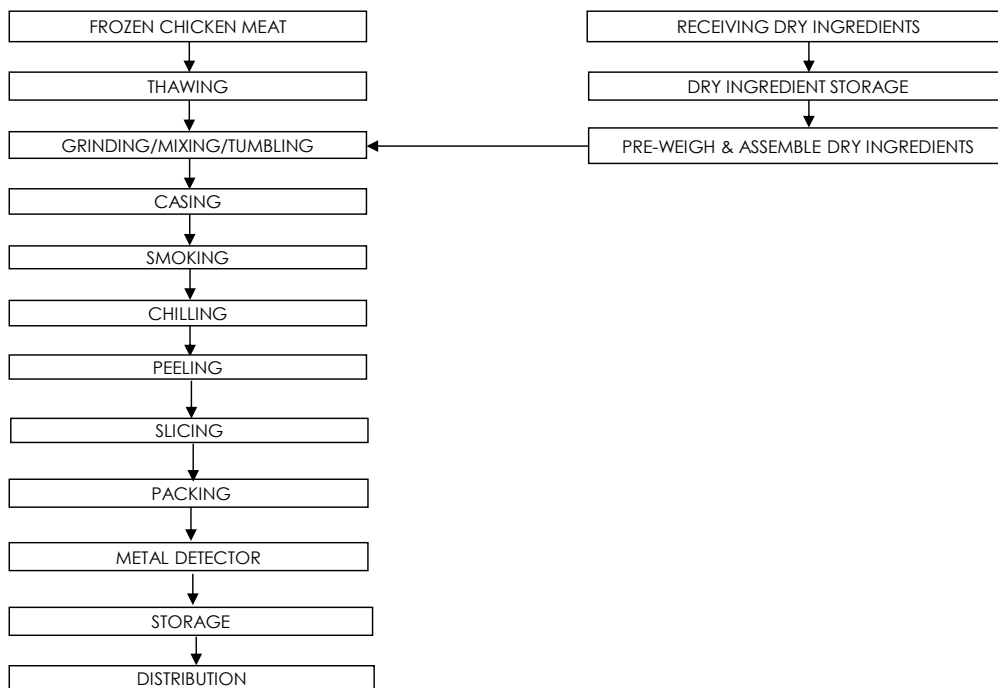 FROZEN CHICKEN MEAT
RECEIVING DRY INGREDIENTS
THAWING
DRY INGREDIENT STORAGE
GRINDING/MIXING/TUMBLING
PRE-WEIGH & ASSEMBLE DRY INGREDIENTS
CASING
SMOKING
CHILLING
PEELING
SLICING
PACKING
METAL DETECTOR
STORAGE
DISTRIBUTION